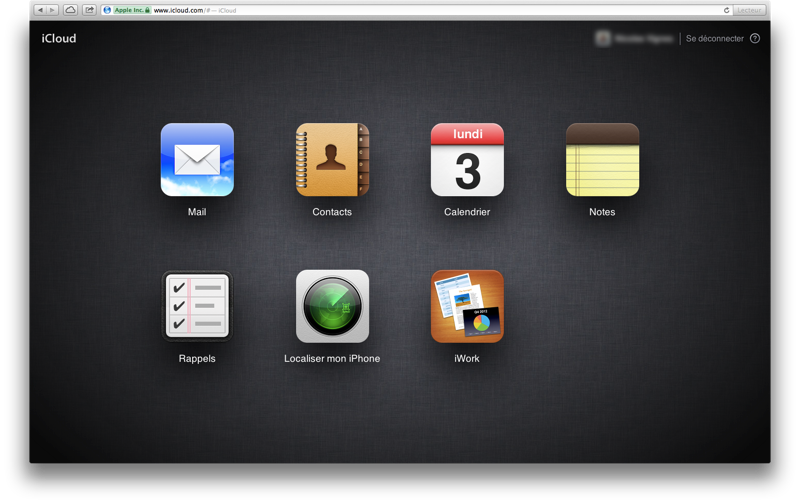 Apple Inc. www.icloud.com/# — iCloud
Lecteur
iCloud
Se déconnecter ?
lundi
3
Mail
Contacts
Calendrier
Notes
Rappels
Localiser mon iPhone
iWork